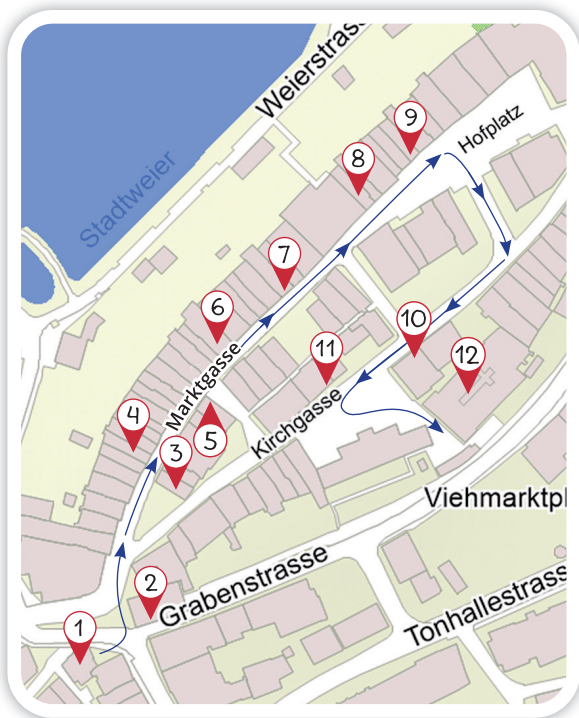 Weierstrass
Stadtweier
Hofplatz
9
8
7
6
Marktgasse
10
11
12
4
5
3
Kirchgasse
Viehmarktpl
2
Grabenstrasse
1
Tonhallestrass